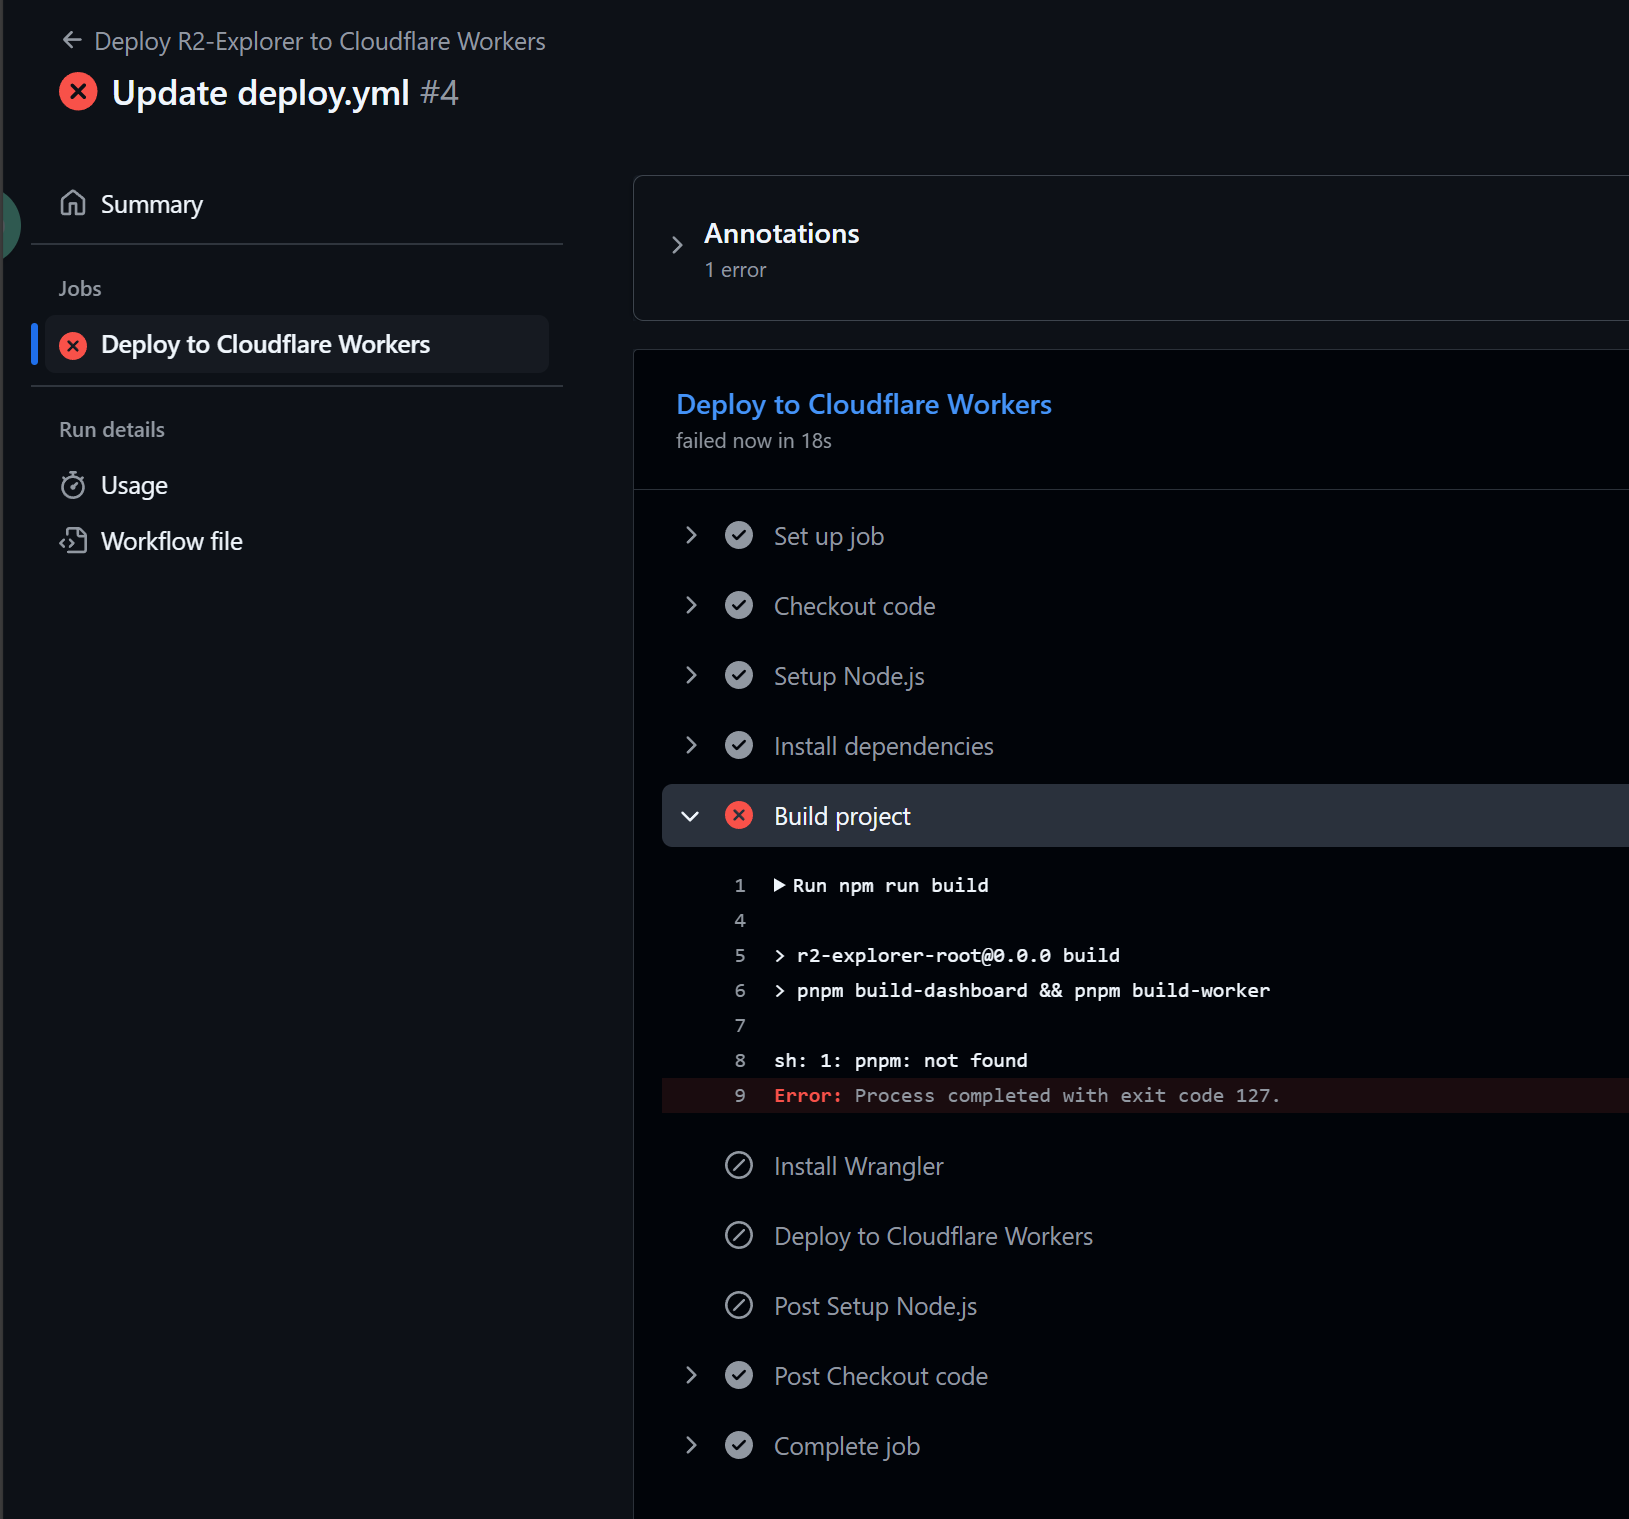 Deploy R2-Explorer to Cloudflare Workers
Update deploy.yml #4
Summary
Jobs
Deploy to Cloudflare Workers
Run details
Usage
Workflow file
Annotations
1 error
Deploy to Cloudflare Workers
failed now in 18s
Set up job
Checkout code
Setup Node.js
Install dependencies
Build project
1 Run npm run build
4
5 > r2-explorer-root@0.0.0 build
6 > pnpm build-dashboard && pnpm build-worker
7
8 sh: 1: pnpm: not found
9 Error: Process completed with exit code 127.
Install Wrangler
Deploy to Cloudflare Workers
Post Setup Node.js
Post Checkout code
Complete job